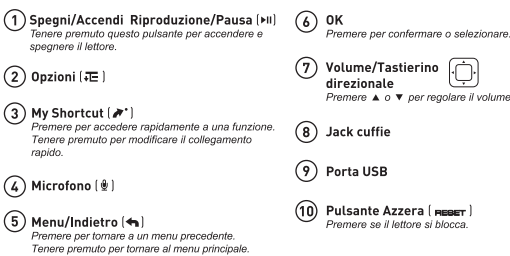 1 Spegni/Accendi Riproduzione/Pausa (▶II)
Tenere premuto questo pulsante per accendere e
spegnere il lettore.
2 Opzioni ( )
3 My Shortcut ( )
Premere per accedere rapidamente a una funzione.
Tenere premuto per modificare il collegamento
rapido.
4 Microfono ( )
5 Menu/Indietro ( )
Premere per tornare a un menu precedente.
Tenere premuto per tornare al menu principale.
6 OK
Premere per confermare o selezionare.
7 Volume/Tastierino
direzionale
Premere ▲ o ▼ per regolare il volume
8 Jack cuffie
9 Porta USB
10 Pulsante Azzera ( RESET )
Premere se il lettore si blocca.